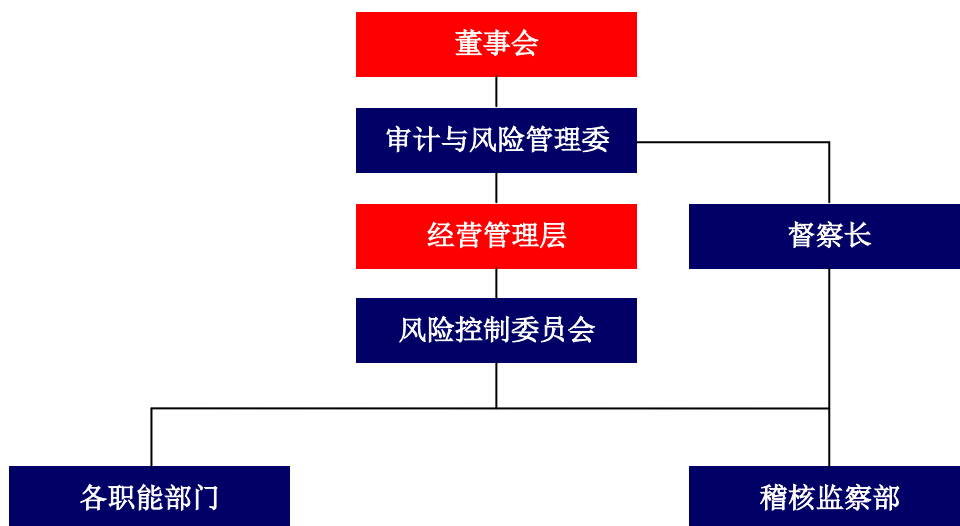 董事会
审计与风险管理委
经营管理层
督察长
风险控制委员会
各职能部门
稽核监察部